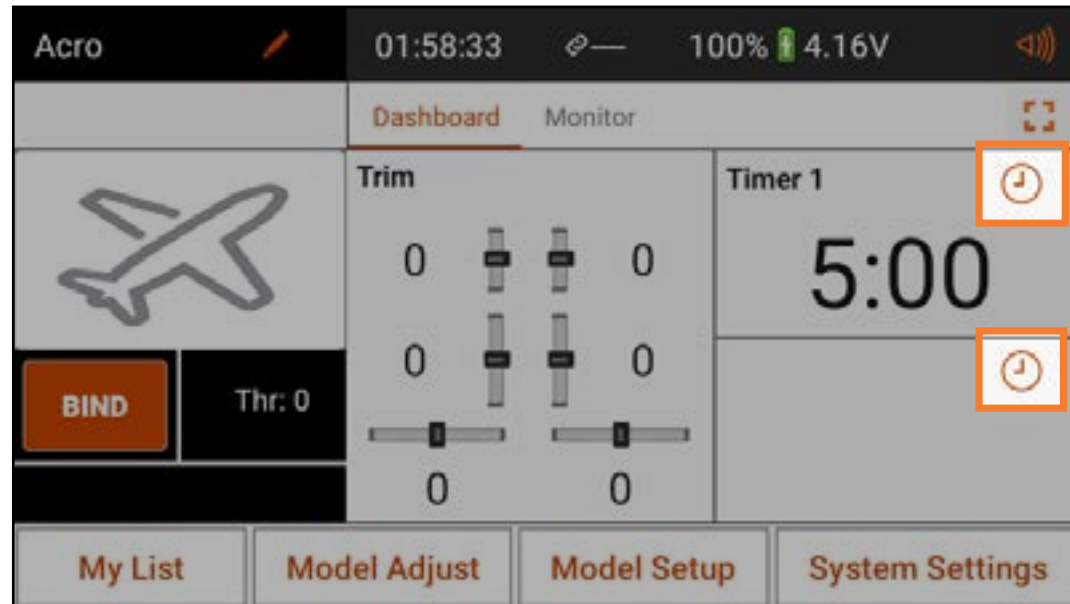 Acro
01:58:33
—
100%
4.16V
Dashboard
Monitor
Trim
Timer 1
0
0
5:00
0
0
BIND
Thr: 0
0
0
My List
Model Adjust
Model Setup
System Settings